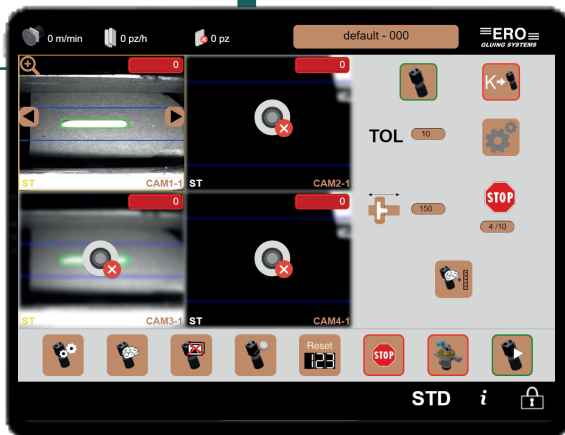 0 m/min
0 pz/h
0 pz
default - 000
ERO
GLUING SYSTEMS
0
0
K
TOL
10
ST
CAM1-1
ST
CAM2-1
0
0
150
STOP
4 /10
ST
CAM3-1
ST
CAM4-1
Reset
123
STOP
STD
i